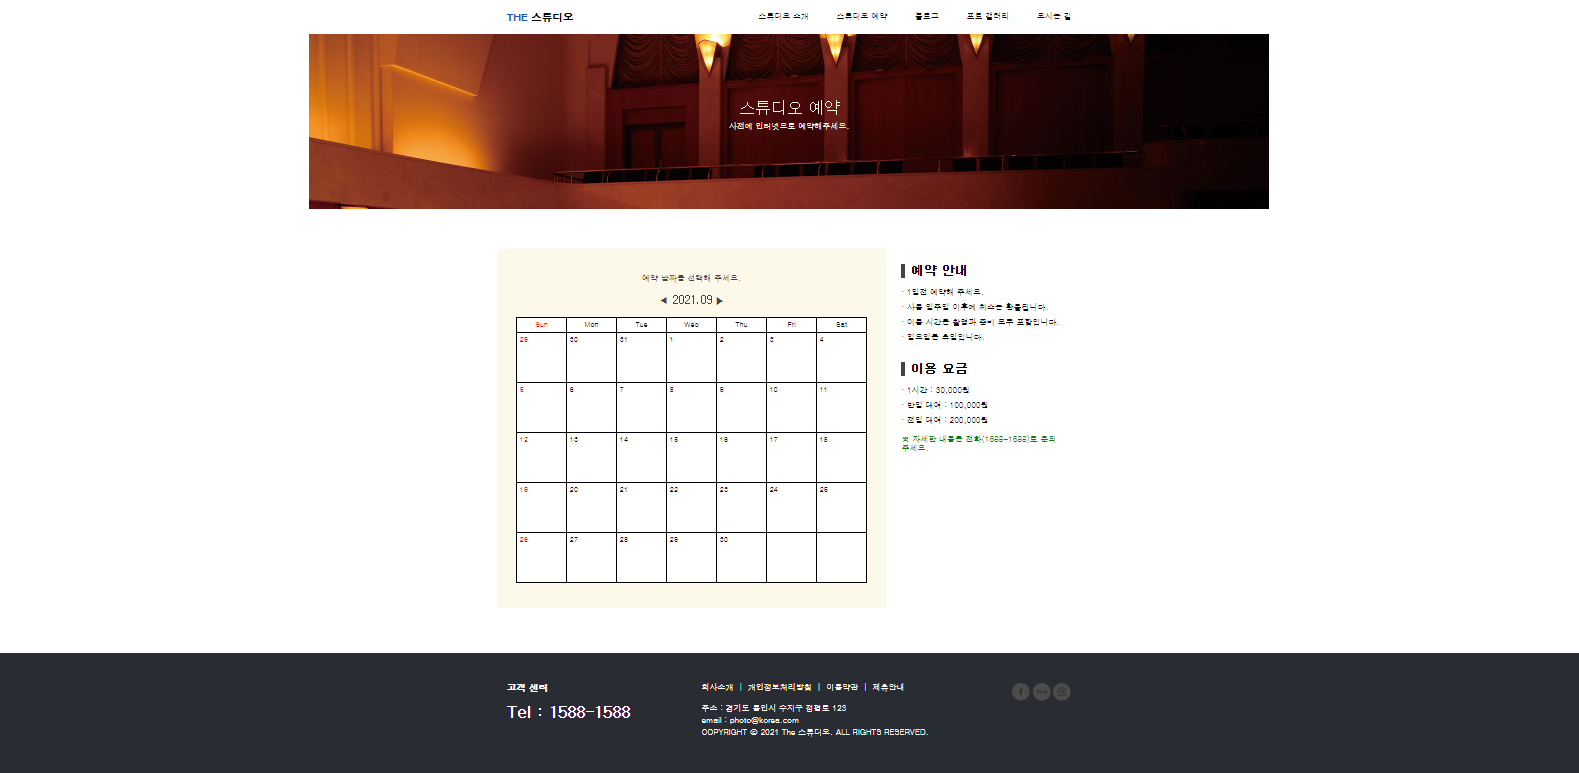 THE 스튜디오
스튜디오 소개 스튜디오 예약 블로그 포토 갤러리 오시는 길
스튜디오 예약
사전에 인터넷으로 예약해주세요.
예약 날짜를 선택해 주세요.
◀ 2021.09 ▶
Sun Mon Tue Wed Thu Fri Sat
29 30 31 1 2 3 4
5 6 7 8 9 10 11
12 13 14 15 16 17 18
19 20 21 22 23 24 25
26 27 28 29 30
예약 안내
- 1일전 예약해 주세요.
- 사용 일주일 이후에 취소는 환불됩니다.
- 이용 시간은 촬영과 준비 모두 포함입니다.
- 일요일은 휴일입니다.
이용 요금
- 1시간 : 30,000원
- 반일 대여 : 100,000원
- 전일 대여 : 200,000원
※ 자세한 내용은 전화(1588-1588)로 문의
주세요.
고객 센터
Tel : 1588-1588
회사소개 | 개인정보처리방침 | 이용약관 | 제휴안내
주소 : 경기도 용인시 수지구 정평로 123
email : photo@korea.com
COPYRIGHT © 2021 The 스튜디오. ALL RIGHTS RESERVED.